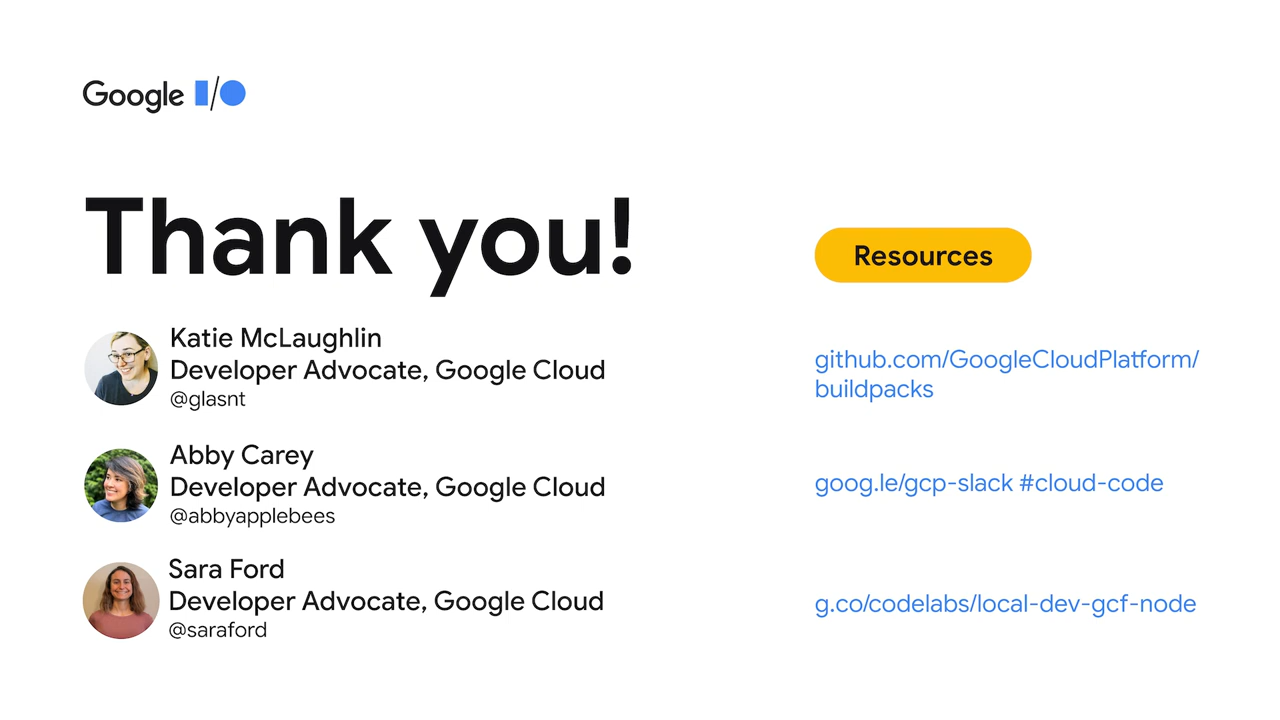 Google I/O
Thank you!
Katie McLaughlin
Developer Advocate, Google Cloud
@glasnt
Abby Carey
Developer Advocate, Google Cloud
@abbyapplebees
Sara Ford
Developer Advocate, Google Cloud
@saraford
Resources
github.com/GoogleCloudPlatform/
buildpacks
goog.le/gcp-slack #cloud-code
g.co/codelabs/local-dev-gcf-node